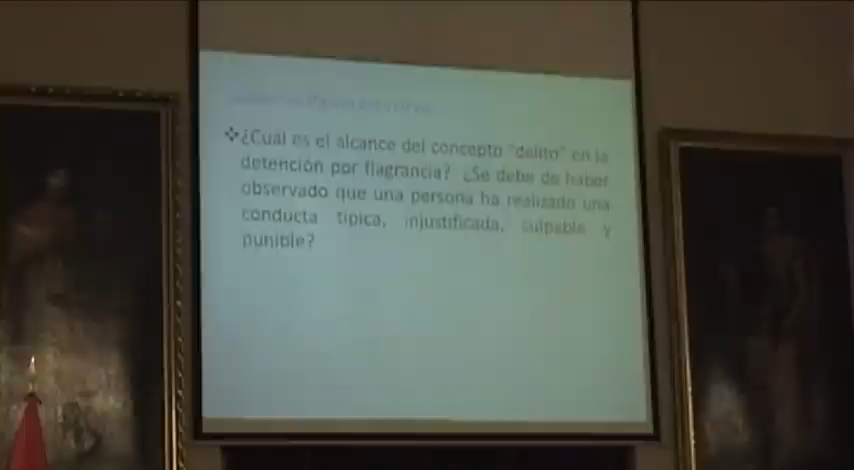 ❖¿Cuál es el alcance del concepto "delito" en la
detención por flagrancia? ¿Se debe de haber
observado que una persona ha realizado una
conducta típica, injustificada, culpable y
punible?